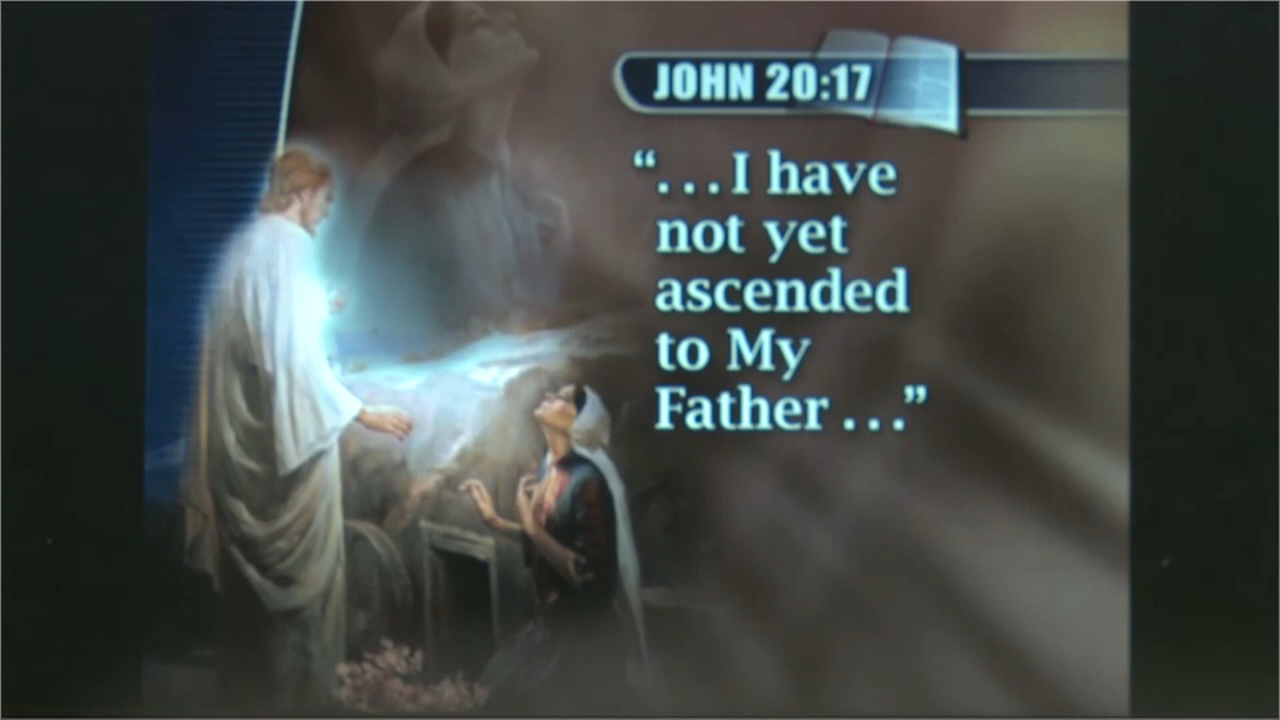 JOHN 20:17
“...I have
not yet
ascended
to My
Father...”